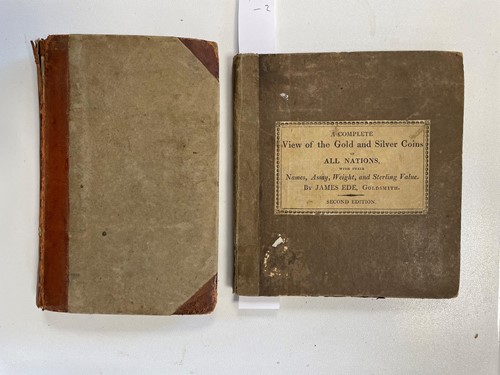 -2
A COMPLETE
View of the Gold and Silver Coins
OF
ALL NATIONS,
WITH THEIR
Names, Assay, Weight, and Sterling Value.
By JAMES EDE, Goldsmith.
SECOND EDITION.